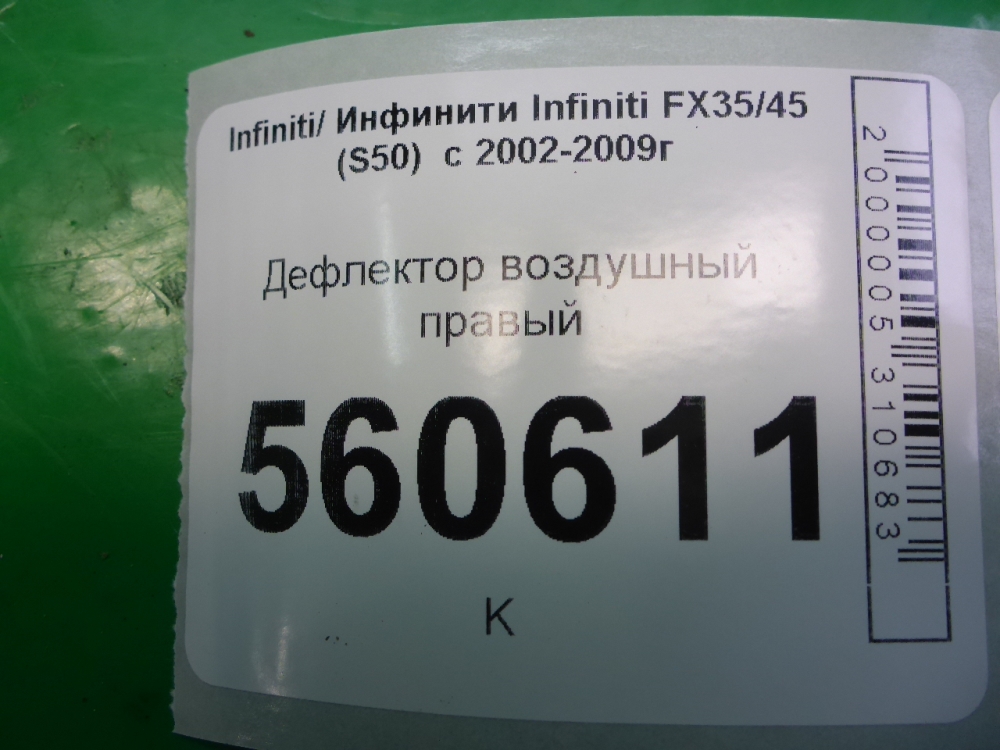 Infiniti/ Инфинити Infiniti FX35/45
(S50) с 2002-2009г
Дефлектор воздушный
правый
560611
К
2000005310683